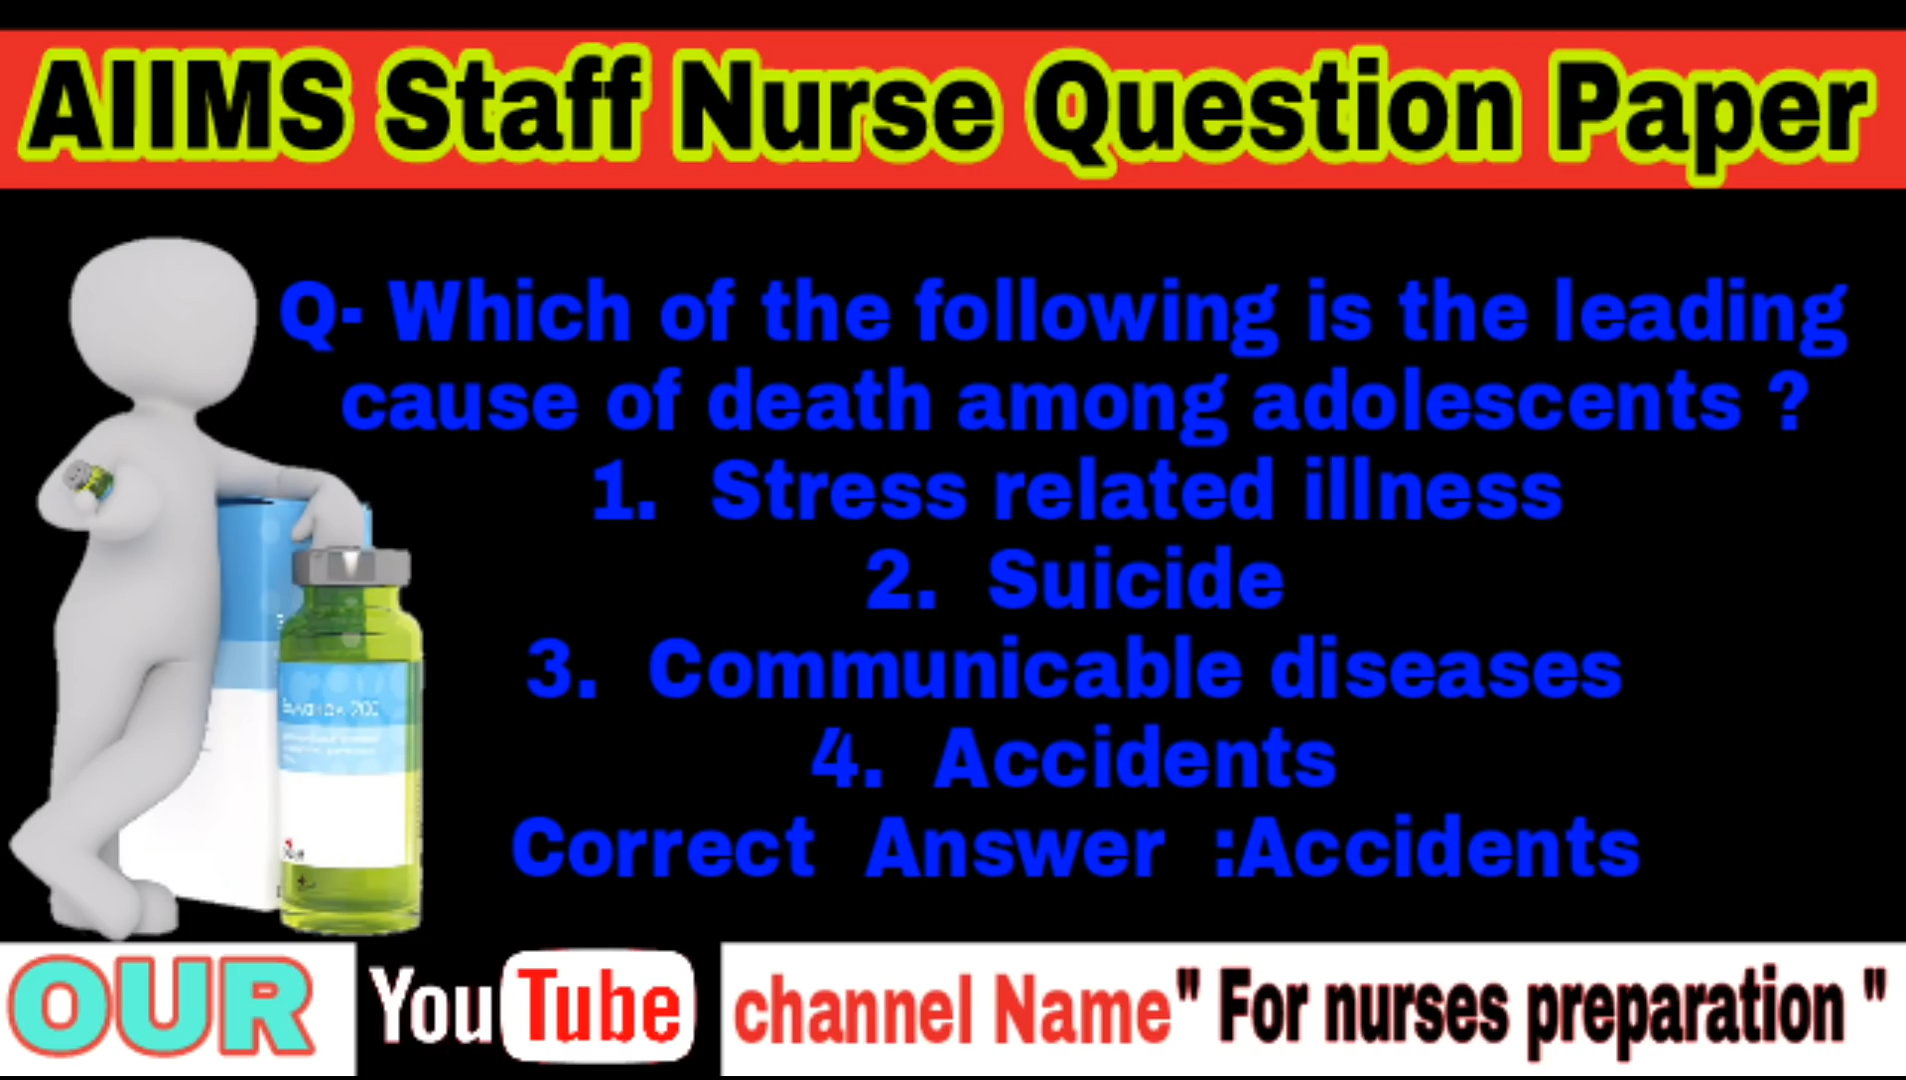 AIIMS Staff Nurse Question Paper
Q- Which of the following is the leading
cause of death among adolescents ?
1. Stress related illness
2. Suicide
3. Communicable diseases
4. Accidents
Correct Answer :Accidents
OUR YouTube channel Name " For nurses preparation "